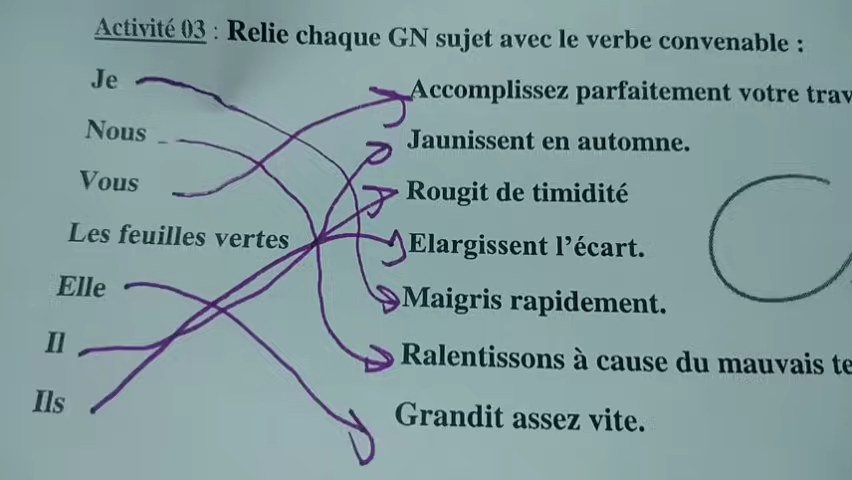 Activité 03 : Relie chaque GN sujet avec le verbe convenable :
Je Accomplissez parfaitement votre
Nous Jaunissent en automne.
Vous Rougit de timidité
Les feuilles vertes Elargissent l'écart.
Elle Maigris rapidement.
Il Ralentissons à cause du mauvais
Ils Grandit assez vite.